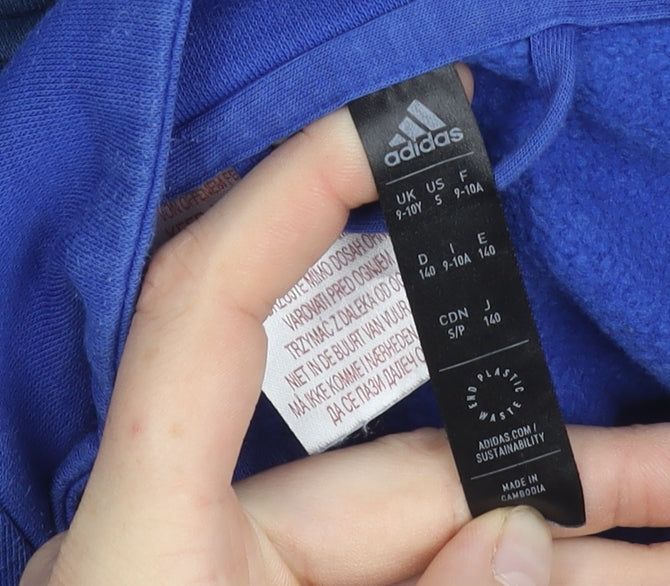 adidas
UK US F
9-10Y S 9-10A
D I E
140 9-10A 140
CDN J
S/P 140
END PLASTIC WASTE
ADIDAS.COM/
SUSTAINABILITY
MADE IN
CAMBODIA
MIMO DOSAH
VAROVATI PRED OGNJEM
TRZYMAĆ Z DALEKA OD
NIET IN DE BUURT VAN VUUR
MÅ IKKE KOMME I NÆRHEDEN
ДА СЕ ПАЗИ ДАЛЕЧ